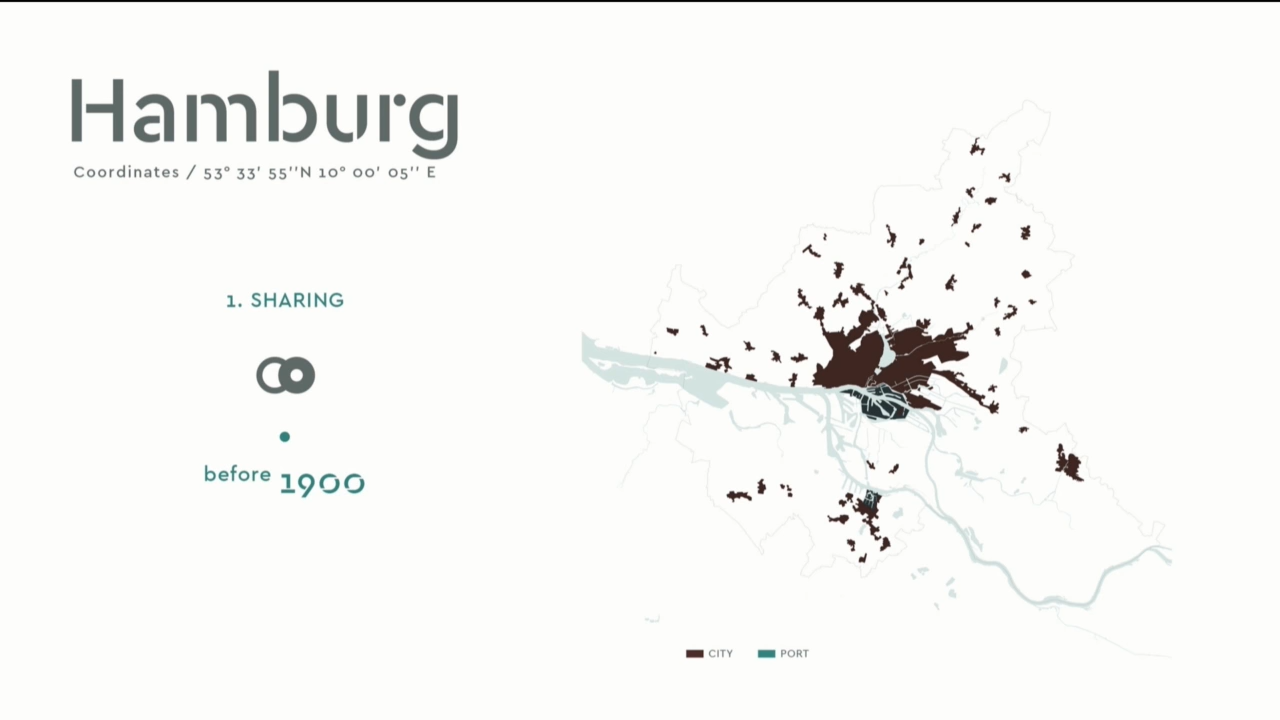 Hamburg
Coordinates / 53° 33' 55''N 10° 00' 05'' E
1. SHARING
before 1900
CITY
PORT